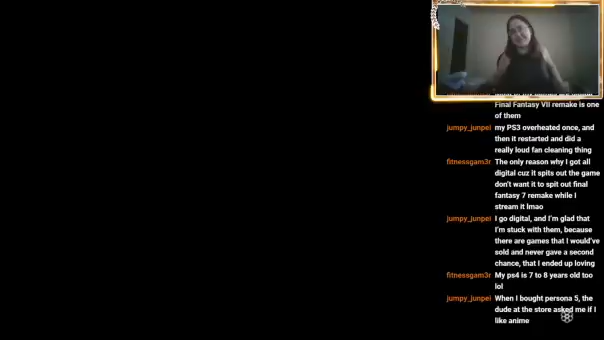 Final Fantasy VII remake is one
of them
jumpy_junpei my PS3 overheated once, and
then it restarted and did a
really loud fan cleaning thing
fitnessgam3r The only reason why I got all
digital cuz it spits out the game
don't want it to spit out final
fantasy 7 remake while I
stream it lmao
jumpy_junpei I go digital, and I'm glad that
I'm stuck with them, because
there are games that I would've
sold and never gave a second
chance, that I ended up loving
fitnessgam3r My ps4 is 7 to 8 years old too
lol
jumpy_junpei When I bought persona 5, the
dude at the store asked me if I
like anime